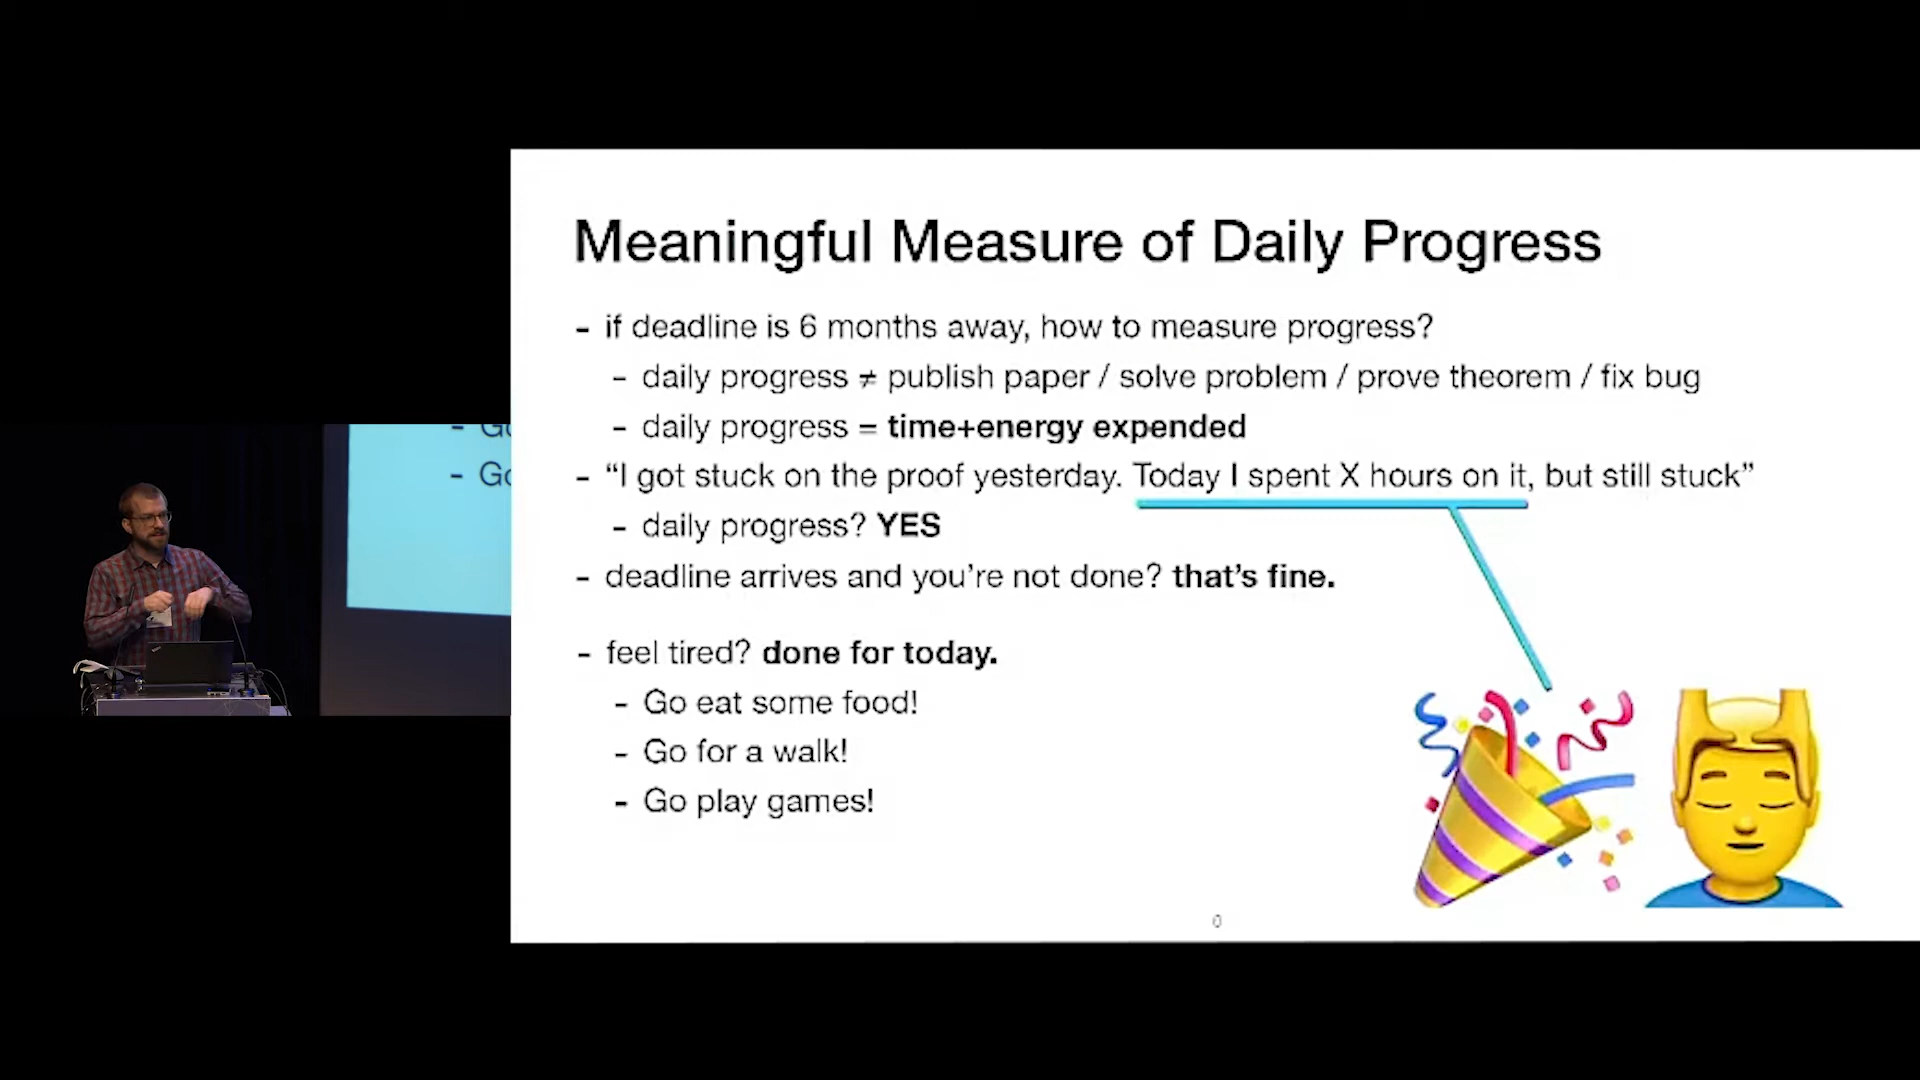 Meaningful Measure of Daily Progress
- if deadline is 6 months away, how to measure progress?
- daily progress ≠ publish paper / solve problem / prove theorem / fix bug
- daily progress = time+energy expended
- “I got stuck on the proof yesterday. Today I spent X hours on it, but still stuck”
- daily progress? YES
- deadline arrives and you’re not done? that’s fine.
- feel tired? done for today.
- Go eat some food!
- Go for a walk!
- Go play games!
0
- Go
- Go